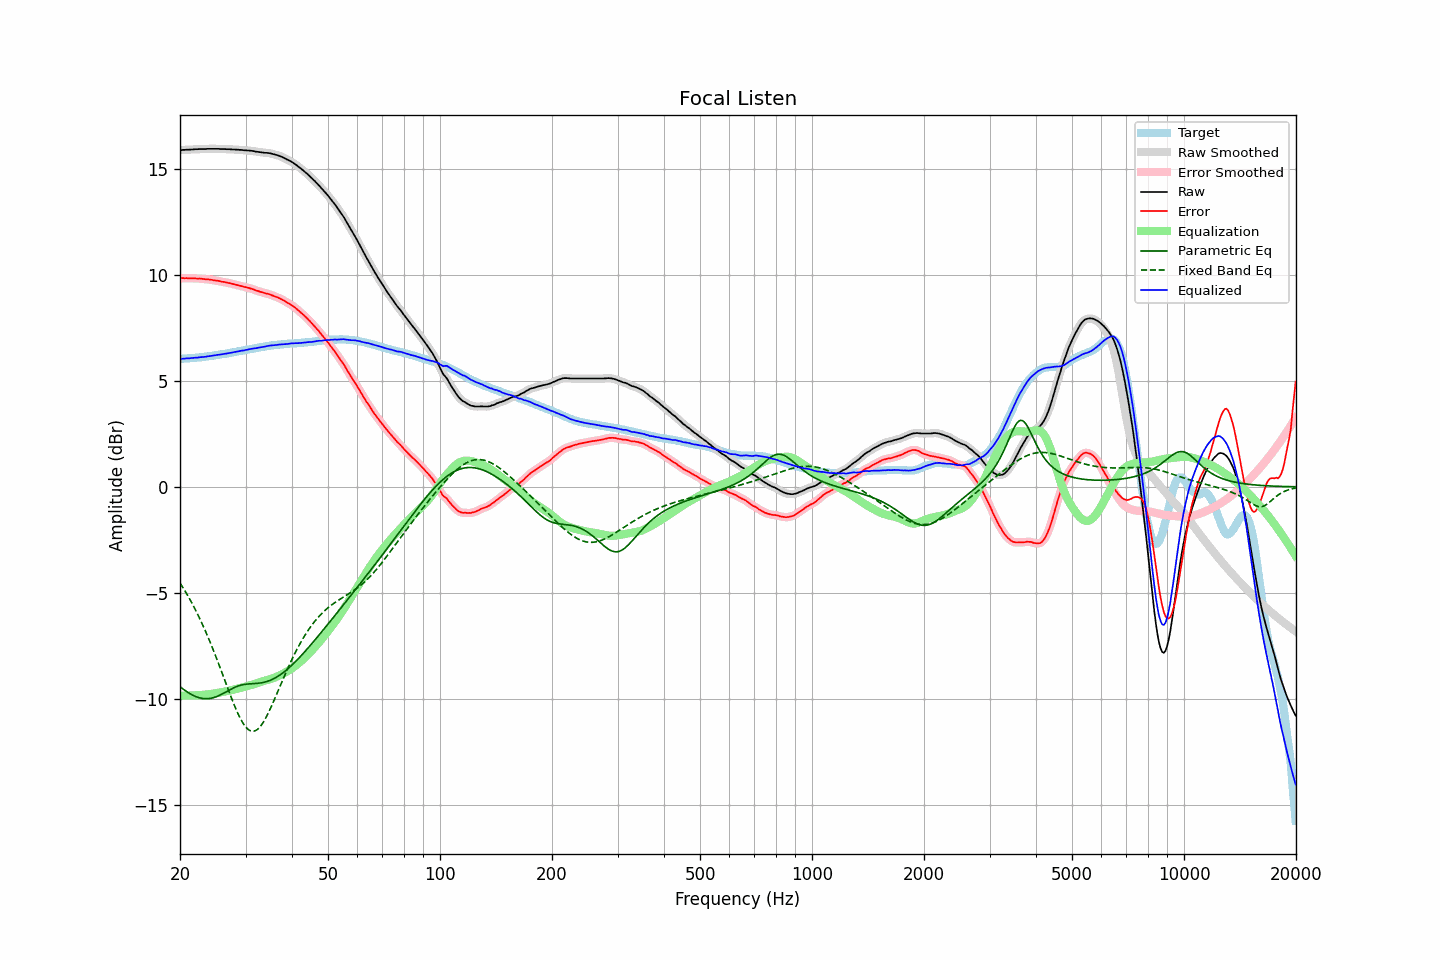 Focal Listen
Target
Raw Smoothed
Error Smoothed
Raw
Error
Equalization
Parametric Eq
Fixed Band Eq
Equalized
Amplitude (dBr)
15
10
5
0
−5
−10
−15
20 50 100 200 500 1000 2000 5000 10000 20000
Frequency (Hz)